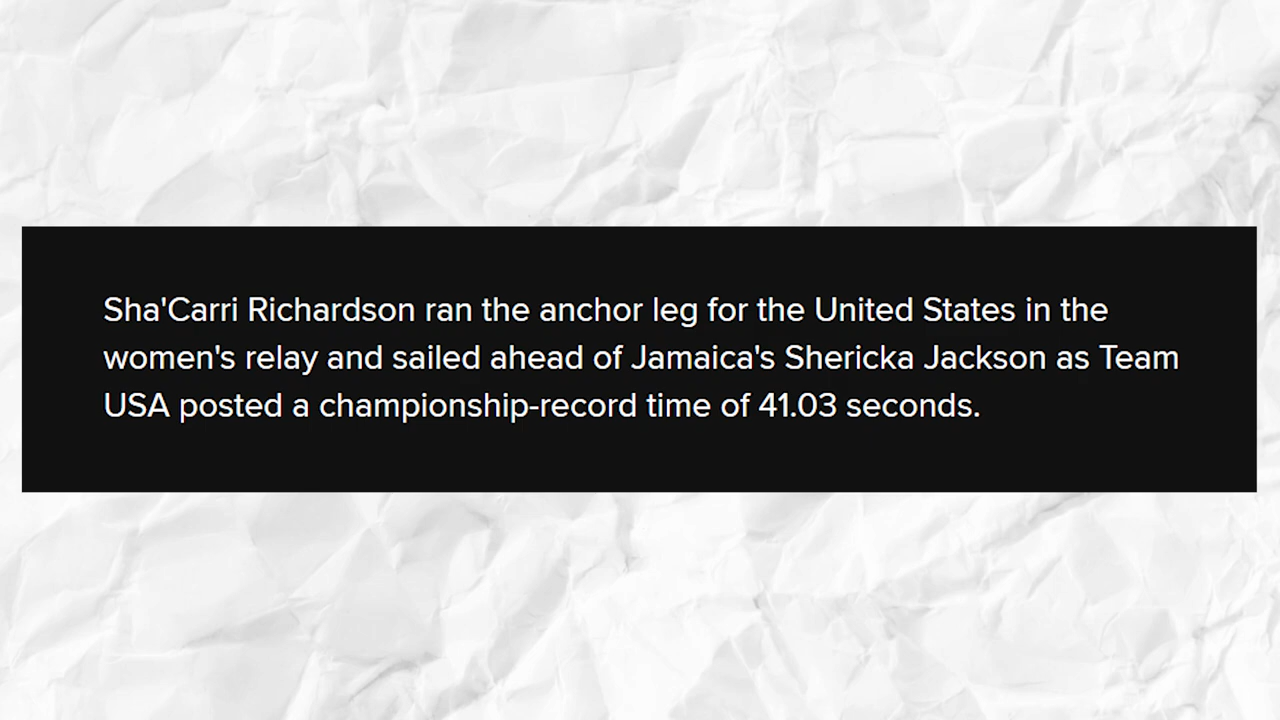 Sha'Carri Richardson ran the anchor leg for the United States in the
women's relay and sailed ahead of Jamaica's Shericka Jackson as Team
USA posted a championship-record time of 41.03 seconds.